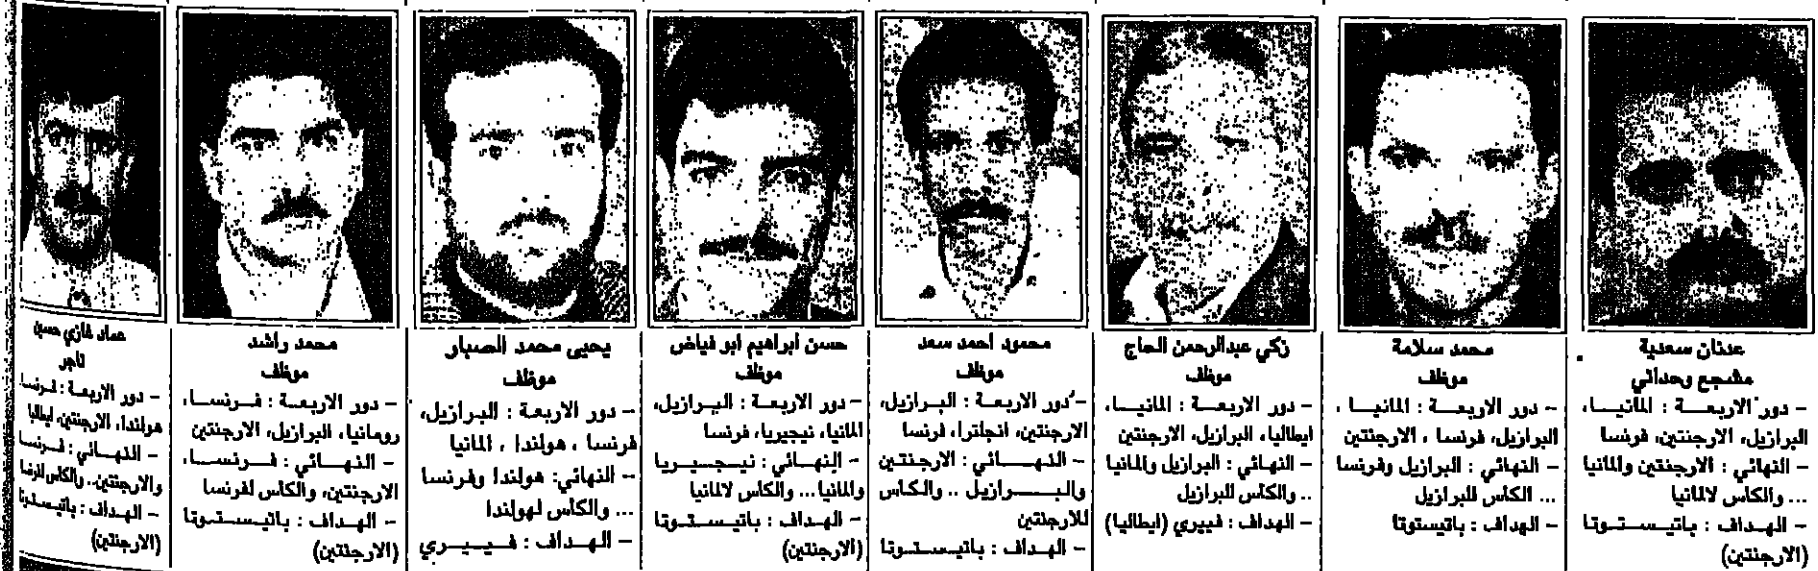 عدنان سعدية
مشجع وحداتي
- دور الاربعة : المانيا،
البرازيل، الارجنتين، فرنسا
- النهائي : الارجنتين والمانيا
... والكأس لالمانيا
- الهداف : باتيستوتا
(الارجنتين)
محمد سلامة
موظف
- دور الاربعة : المانيا ،
البرازيل، فرنسا ، الارجنتين
- النهائي : البرازيل وفرنسا
... الكأس للبرازيل
- الهداف : باتيستوتا
زكي عبدالرحمن الحاج
موظف
- دور الاربعة : المانيا،
ايطاليا، البرازيل، الارجنتين
- النهائي : البرازيل والمانيا
.. والكأس للبرازيل
- الهداف : فييري (ايطاليا)
محمود احمد سعد
موظف
- دور الاربعة : البرازيل،
الارجنتين، انجلترا، فرنسا
- النهائي : الارجنتين
والبرازيل .. والكأس
للارجنتين
- الهداف : باتيستوتا
حسن ابراهيم ابو فياض
موظف
- دور الاربعة : البرازيل،
المانيا، نيجيريا، فرنسا
- النهائي : نيجيريا
والمانيا ... والكاس لالمانيا
- الهداف : باتيستوتا
(الارجنتين)
يحيى محمد الصبار
موظف
- دور الاربعة : البرازيل،
فرنسا ، هولندا ، المانيا
- النهائي: هولندا وفرنسا
... والكاس لهولندا
- الهداف : فييري
محمد راشد
موظف
- دور الاربعة : فرنسا،
رومانيا، البرازيل، الارجنتين
- النهائي : فرنسا،
الارجنتين، والكاس لفرنسا
- الهداف : باتيستوتا
(الارجنتين)
عماد غازي حسين
تاجر
- دور الاربعة : فرنسا
هولندا، الارجنتين، ايطاليا
- النهائي : فرنسا
والارجنتين.. والكاس لفرنسا
- الهداف : باتيستوتا
(الارجنتين)